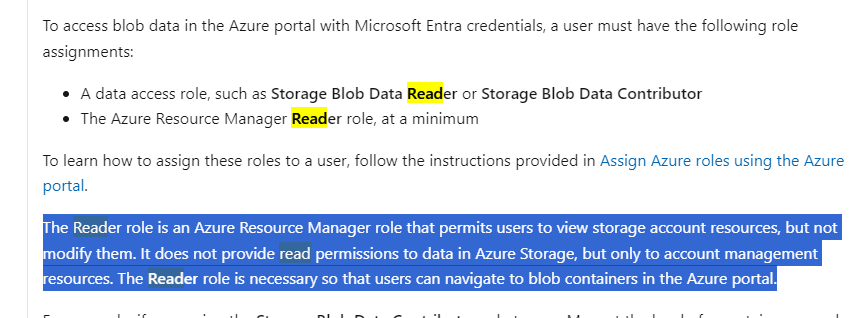 To access blob data in the Azure portal with Microsoft Entra credentials, a user must have the following role
assignments:
• A data access role, such as Storage Blob Data Reader or Storage Blob Data Contributor
• The Azure Resource Manager Reader role, at a minimum
To learn how to assign these roles to a user, follow the instructions provided in Assign Azure roles using the Azure
portal.
The Reader role is an Azure Resource Manager role that permits users to view storage account resources, but not
modify them. It does not provide read permissions to data in Azure Storage, but only to account management
resources. The Reader role is necessary so that users can navigate to blob containers in the Azure portal.